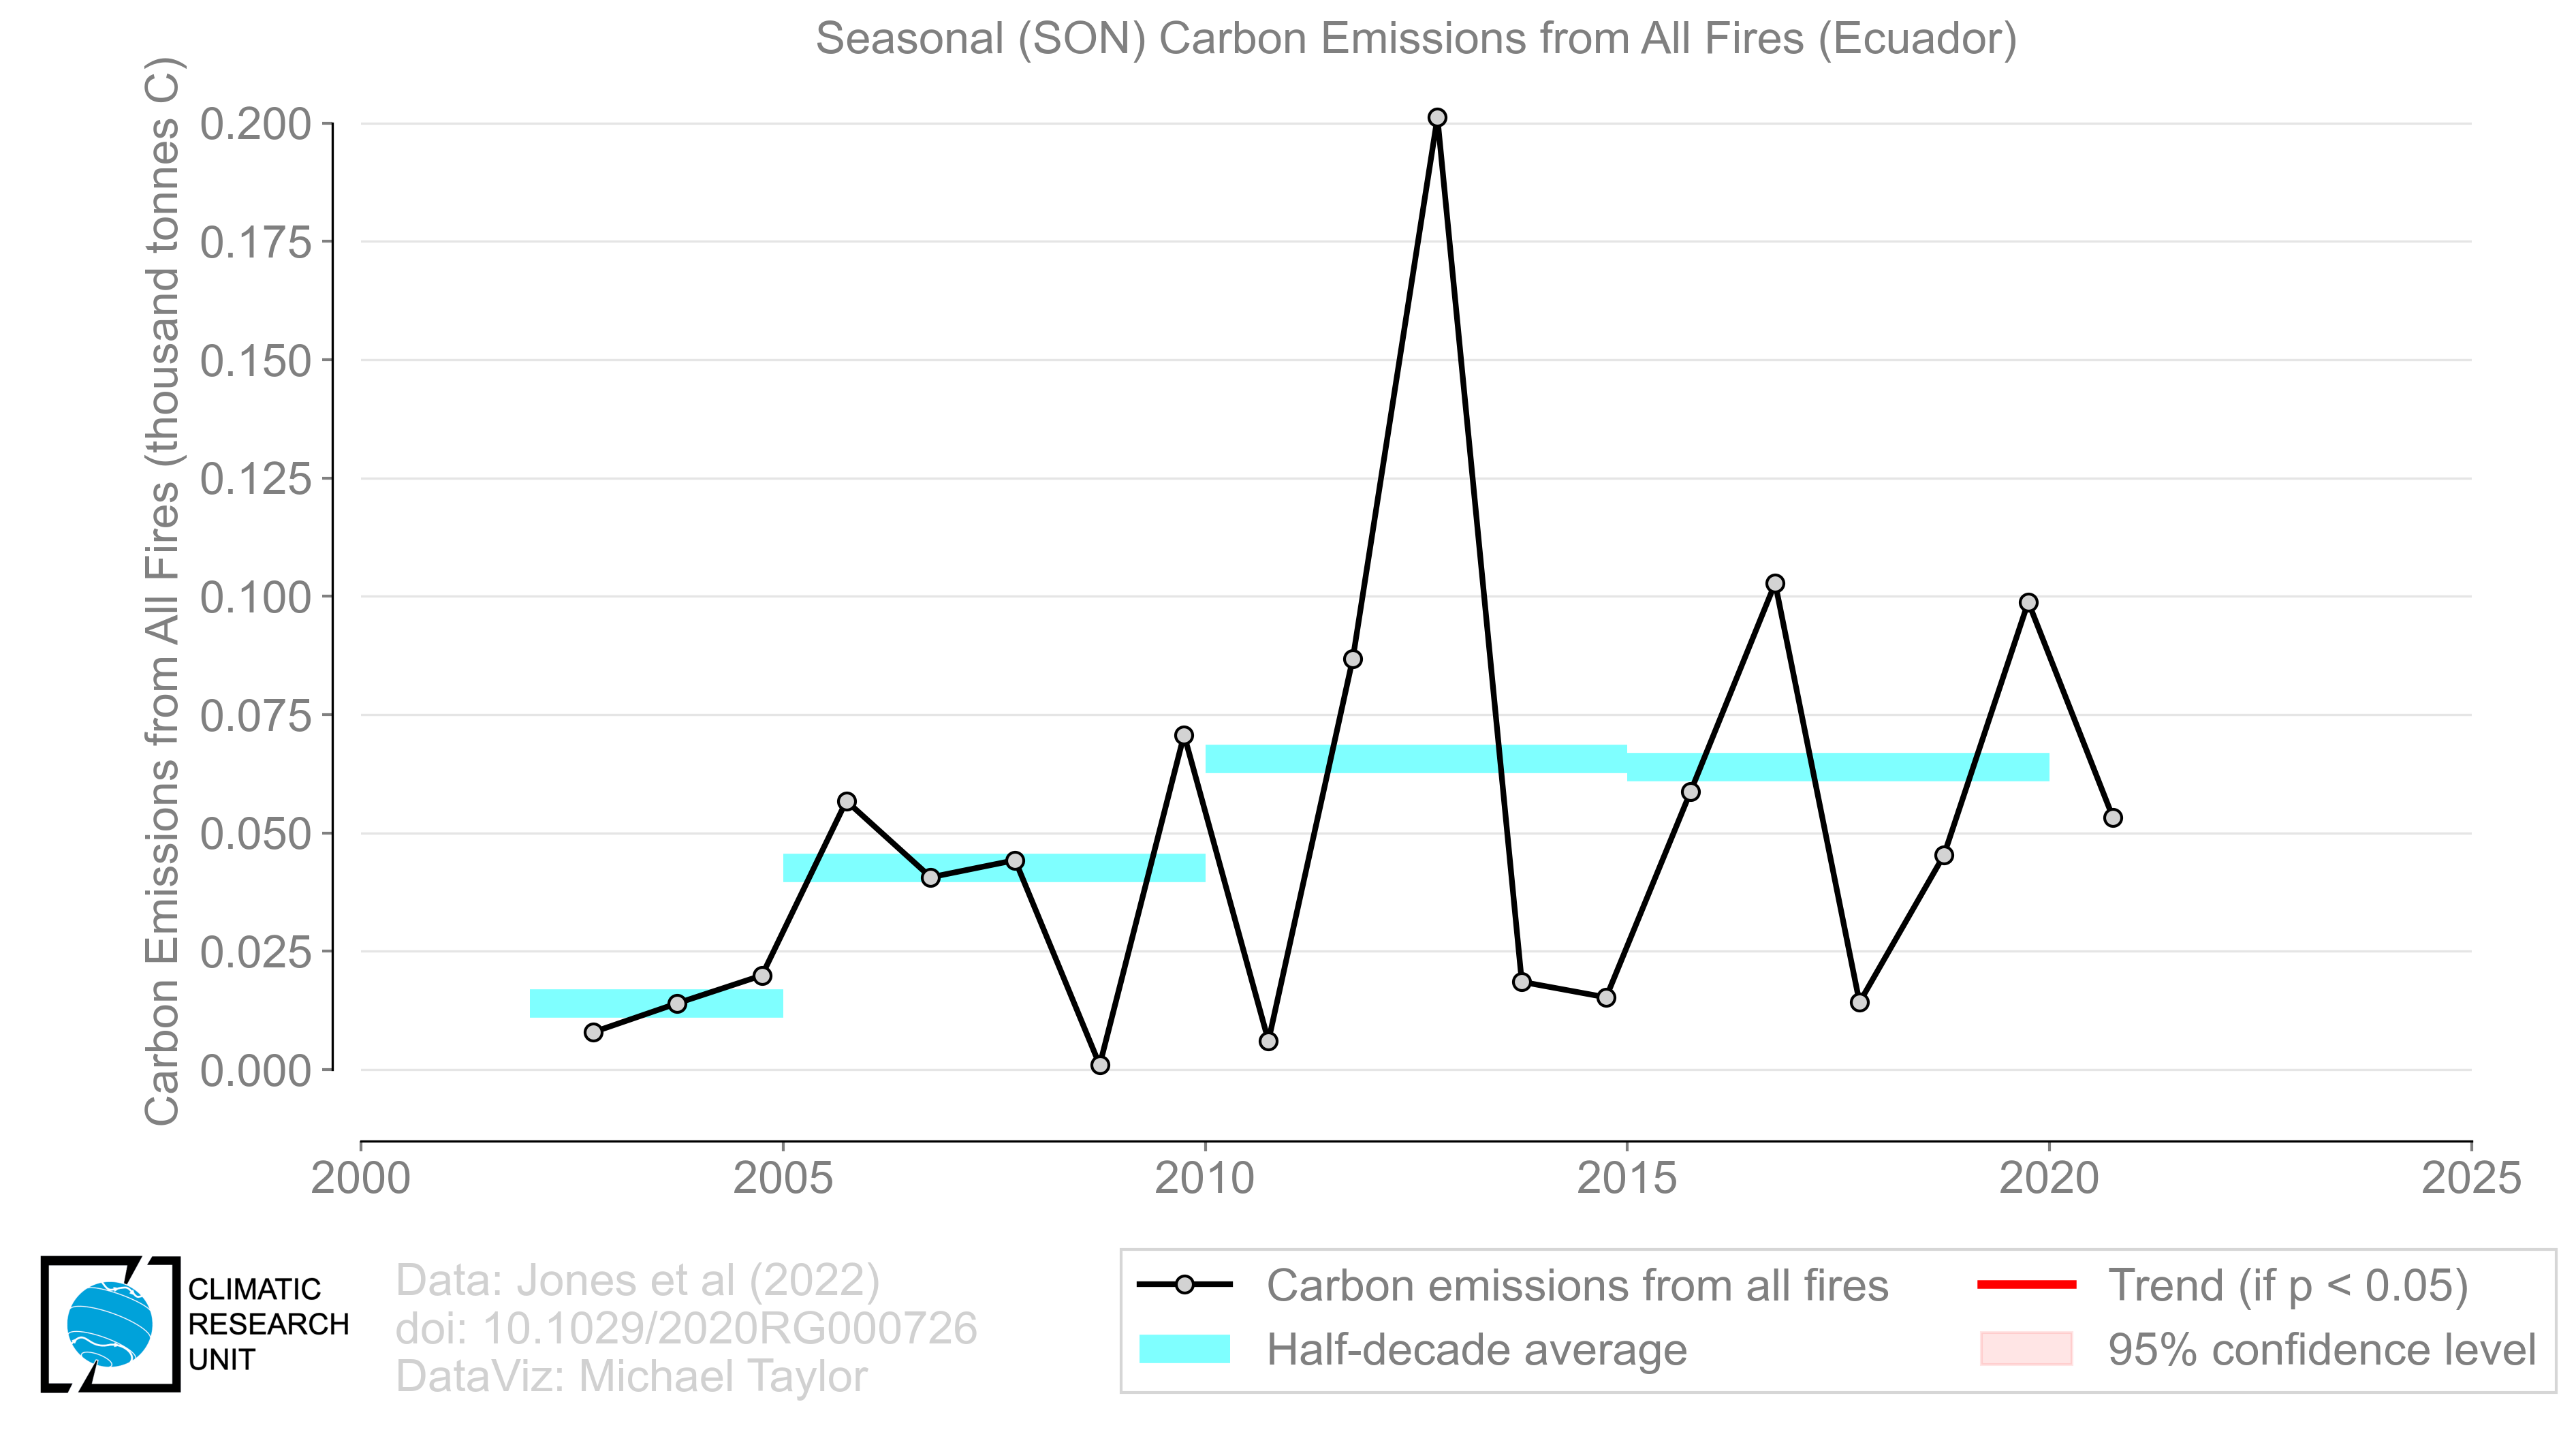 Seasonal (SON) Carbon Emissions from All Fires (Ecuador)
Carbon Emissions from All Fires (thousand tonnes C)
0.200
0.175
0.150
0.125
0.100
0.075
0.050
0.025
0.000
2000 2005 2010 2015 2020 2025
CLIMATIC
RESEARCH
UNIT
Data: Jones et al (2022)
doi: 10.1029/2020RG000726
DataViz: Michael Taylor
Carbon emissions from all fires
Half-decade average
Trend (if p < 0.05)
95% confidence level